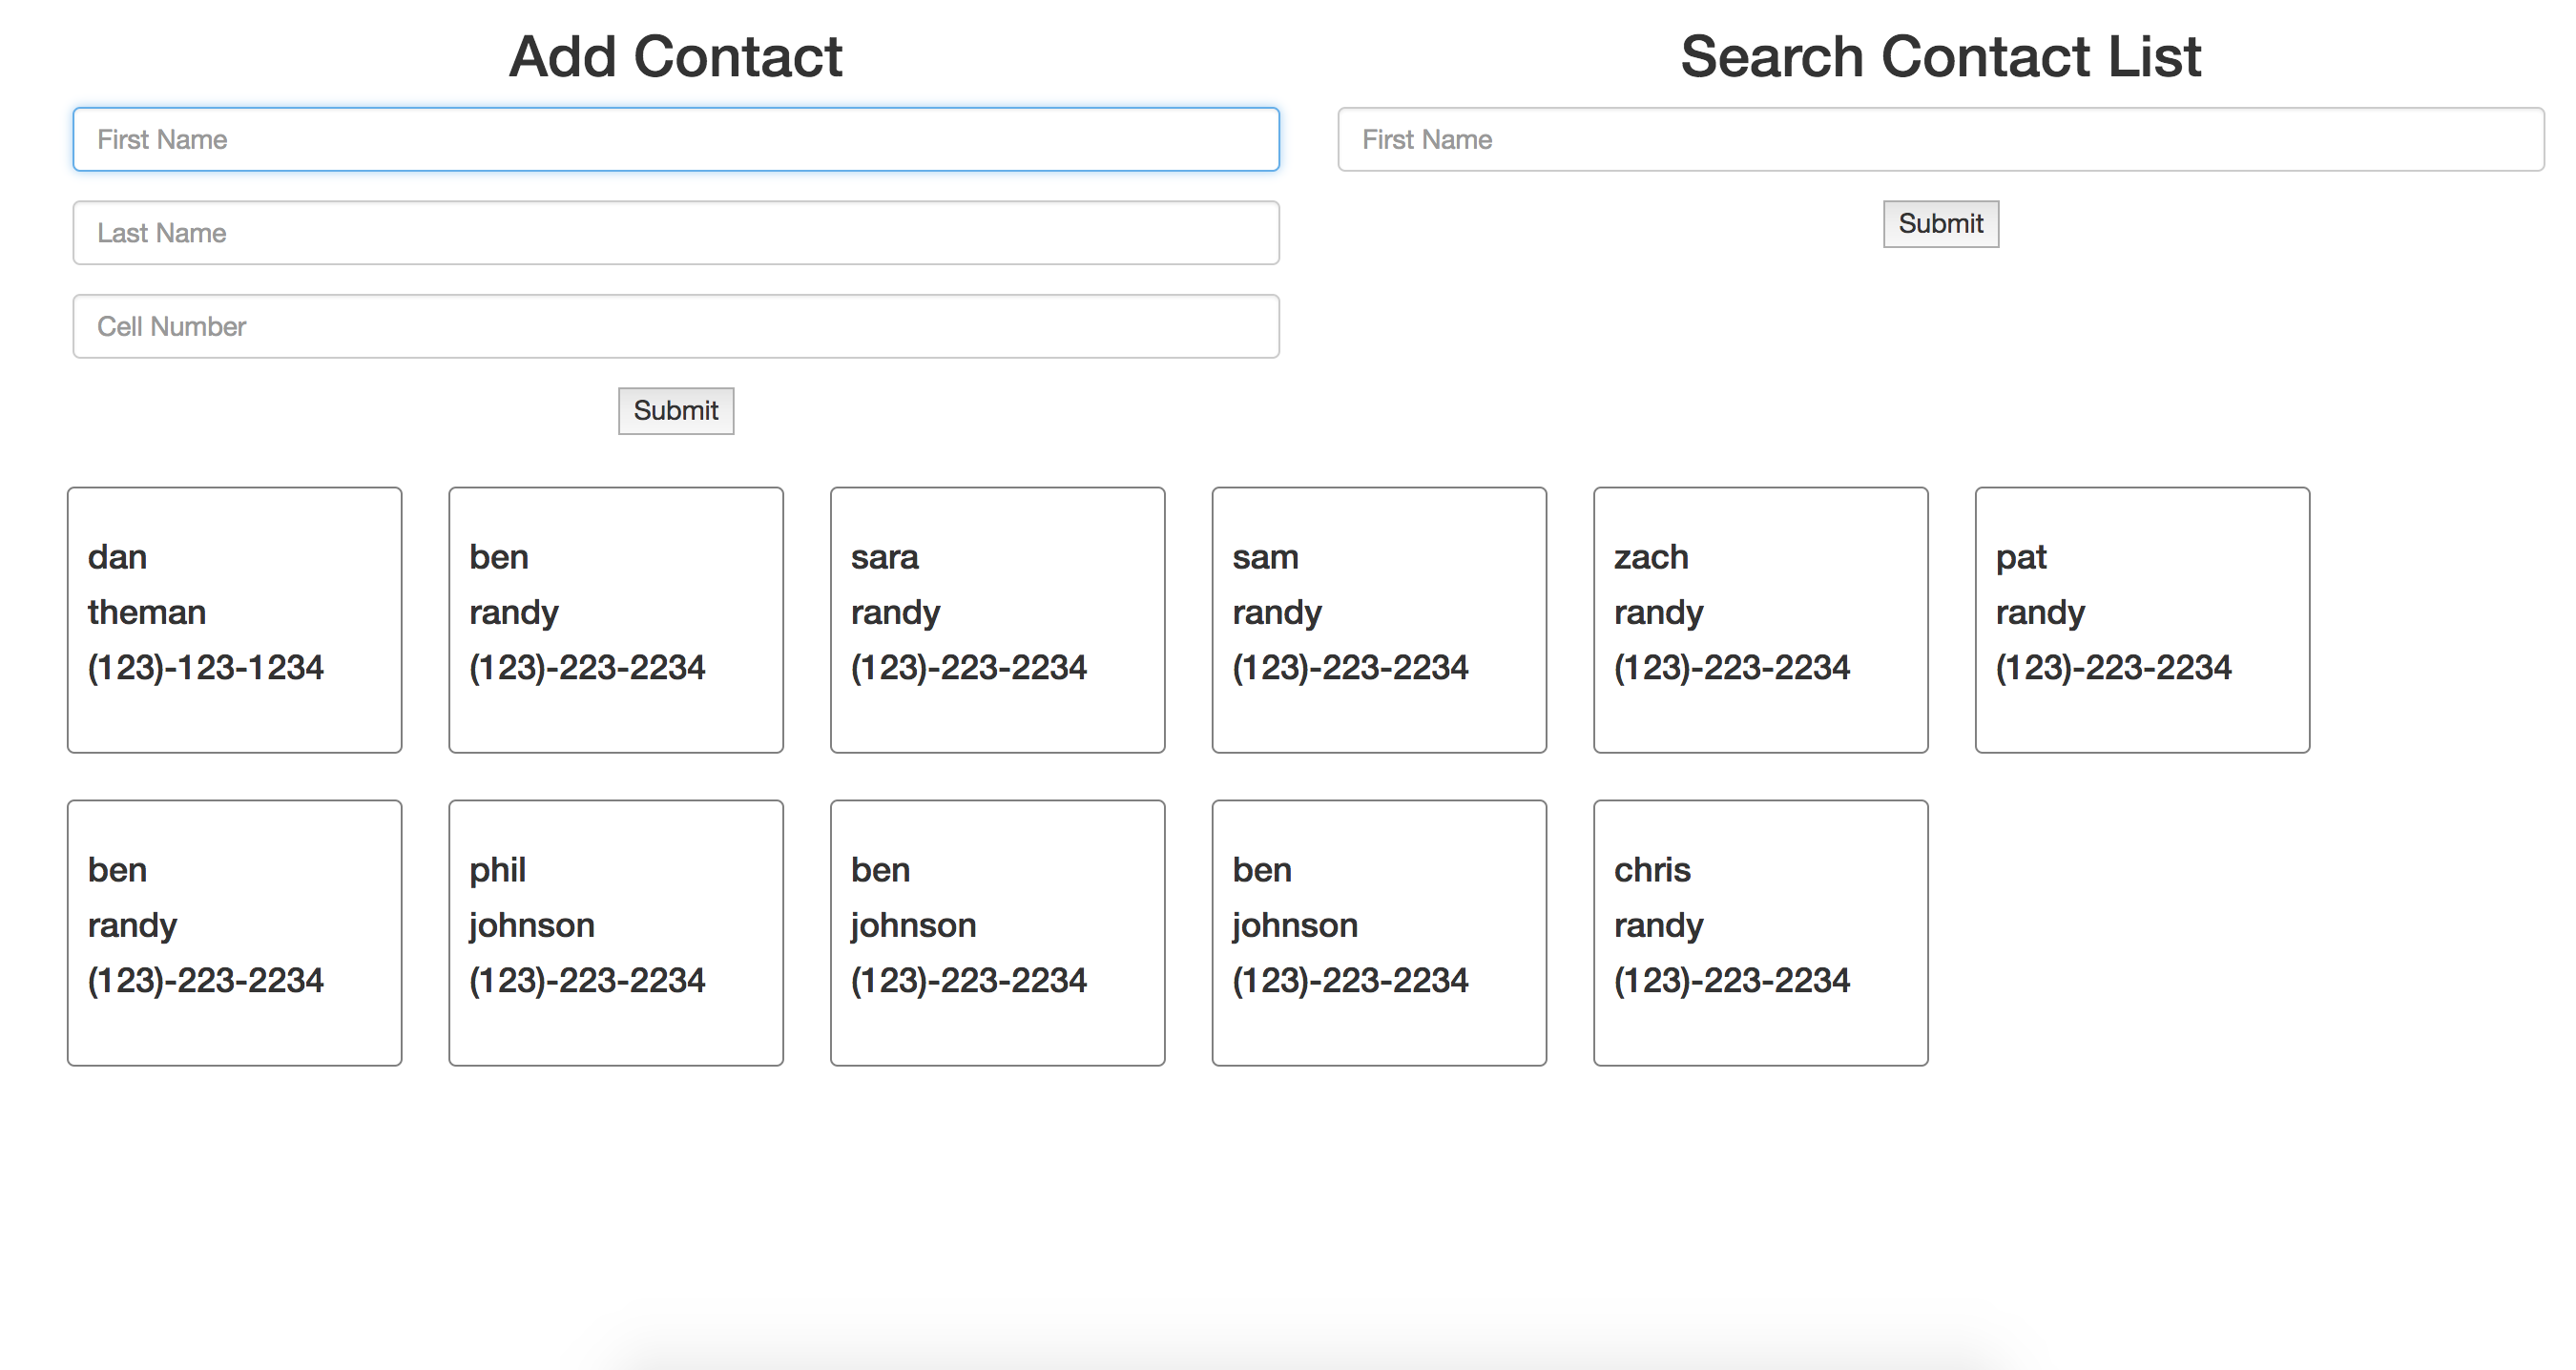 Add Contact
First Name
Last Name
Cell Number
Submit
Search Contact List
First Name
Submit
dan
theman
(123)-123-1234
ben
randy
(123)-223-2234
sara
randy
(123)-223-2234
sam
randy
(123)-223-2234
zach
randy
(123)-223-2234
pat
randy
(123)-223-2234
ben
randy
(123)-223-2234
phil
johnson
(123)-223-2234
ben
johnson
(123)-223-2234
ben
johnson
(123)-223-2234
chris
randy
(123)-223-2234